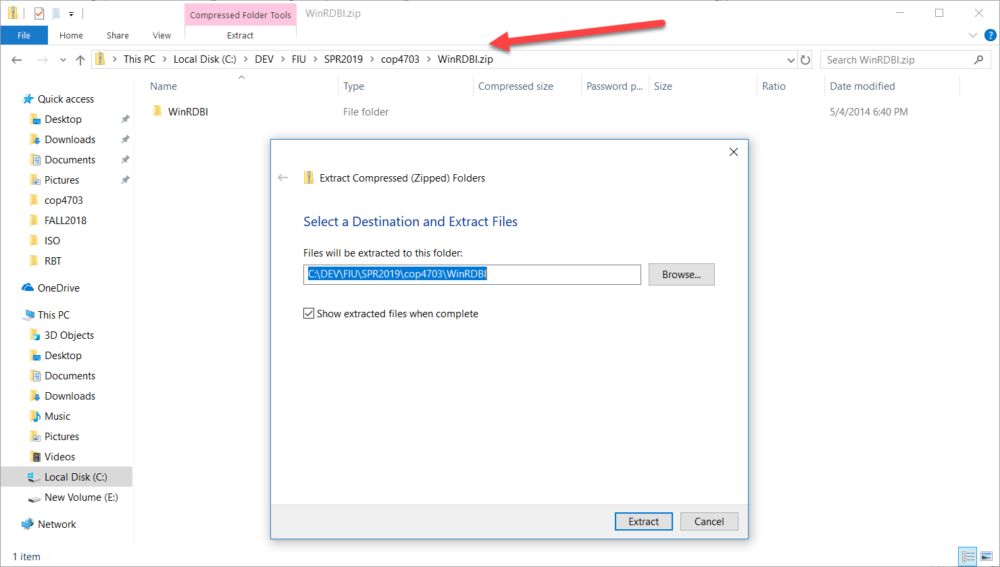 Compressed Folder Tools
WinRDBI.zip
File
Home
Share
View
Extract
This PC
Local Disk (C:)
DEV
FIU
SPR2019
cop4703
WinRDBI.zip
Search WinRDBI.zip
Name
Type
Compressed size
Password p...
Size
Ratio
Date modified
WinRDBI
File folder
5/4/2014 6:40 PM
Quick access
Desktop
Downloads
Documents
Pictures
cop4703
FALL2018
ISO
RBT
OneDrive
This PC
3D Objects
Desktop
Documents
Downloads
Music
Pictures
Videos
Local Disk (C:)
New Volume (E:)
Network
1 item
Extract Compressed (Zipped) Folders
Select a Destination and Extract Files
Files will be extracted to this folder:
C:\DEV\FIU\SPR2019\cop4703\WinRDBI
Browse...
Show extracted files when complete
Extract
Cancel